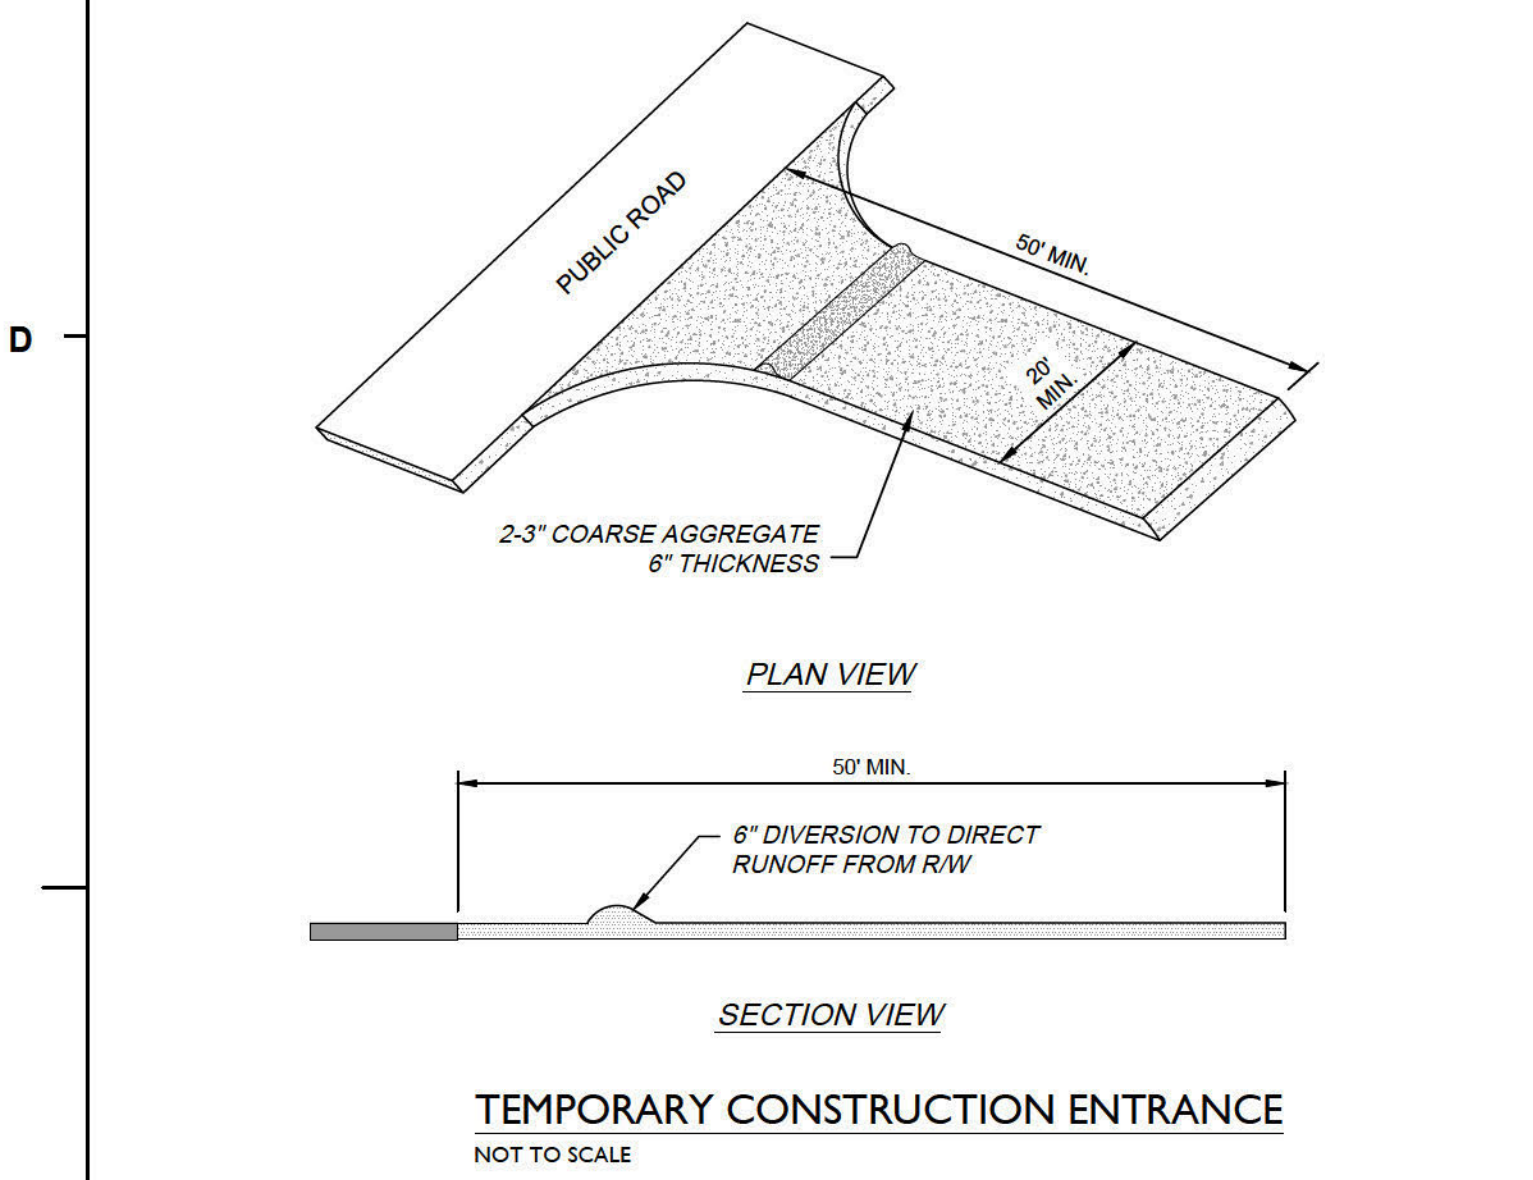 PUBLIC ROAD
50' MIN.
D
20'
MIN.
2-3" COARSE AGGREGATE
6" THICKNESS
PLAN VIEW
50' MIN.
6" DIVERSION TO DIRECT
RUNOFF FROM R/W
SECTION VIEW
TEMPORARY CONSTRUCTION ENTRANCE
NOT TO SCALE